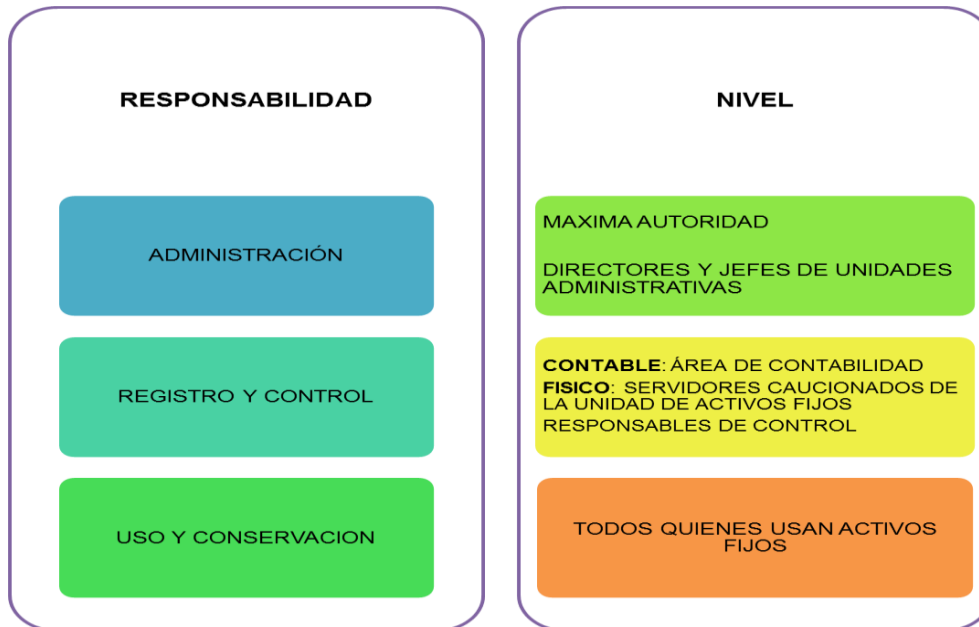 RESPONSABILIDAD
ADMINISTRACIÓN
REGISTRO Y CONTROL
USO Y CONSERVACION
NIVEL
MAXIMA AUTORIDAD
DIRECTORES Y JEFES DE UNIDADES
ADMINISTRATIVAS
CONTABLE: ÁREA DE CONTABILIDAD
FISICO: SERVIDORES CAUCIONADOS DE
LA UNIDAD DE ACTIVOS FIJOS
RESPONSABLES DE CONTROL
TODOS QUIENES USAN ACTIVOS
FIJOS